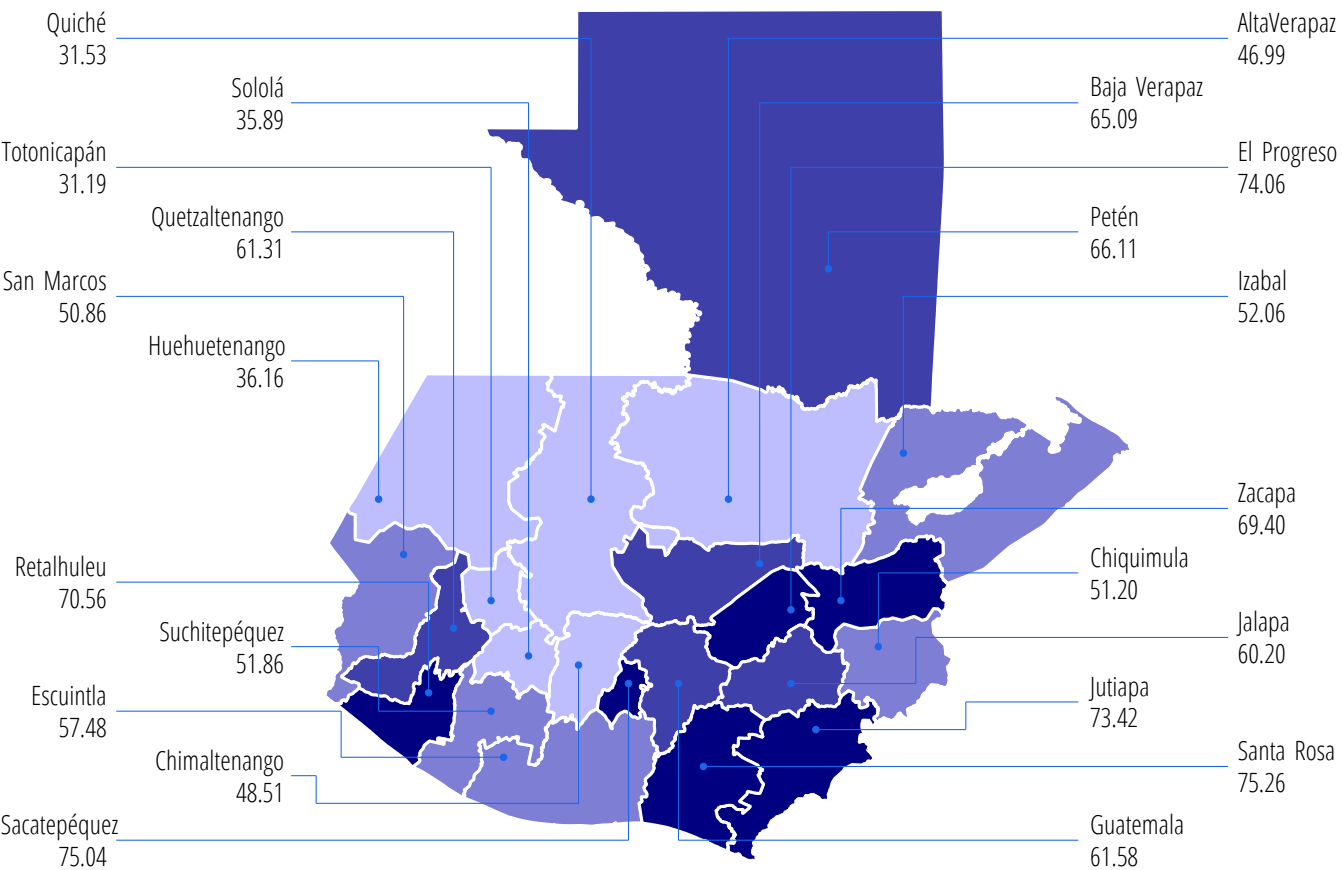 Quiché
31.53
Sololá
35.89
Totonicapán
31.19
Quetzaltenango
61.31
San Marcos
50.86
Huehuetenango
36.16
Retalhuleu
70.56
Suchitepéquez
51.86
Escuintla
57.48
Chimaltenango
48.51
Sacatepéquez
75.04
AltaVerapaz
46.99
Baja Verapaz
65.09
El Progreso
74.06
Petén
66.11
Izabal
52.06
Zacapa
69.40
Chiquimula
51.20
Jalapa
60.20
Jutiapa
73.42
Santa Rosa
75.26
Guatemala
61.58